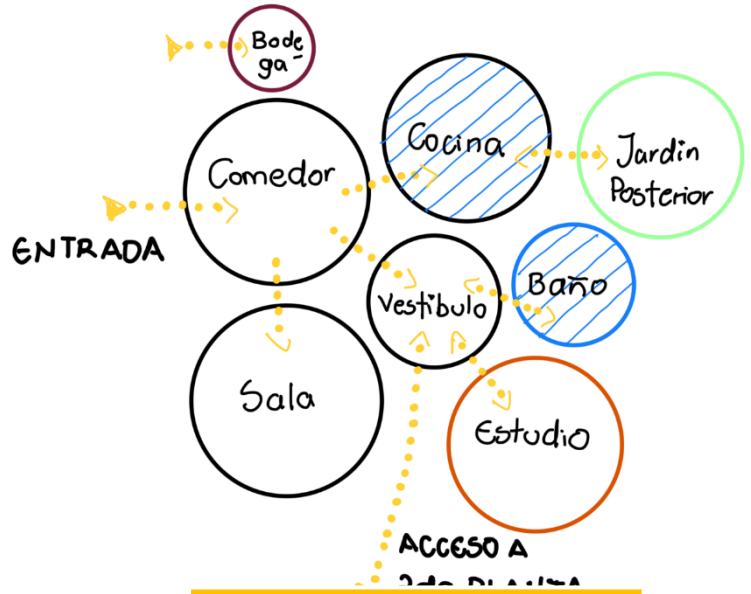 Bode
ga
Comedor
Cocina
Jardin
Posterior
ENTRADA
Vestibulo
Baño
Sala
Estudio
ACCESO A